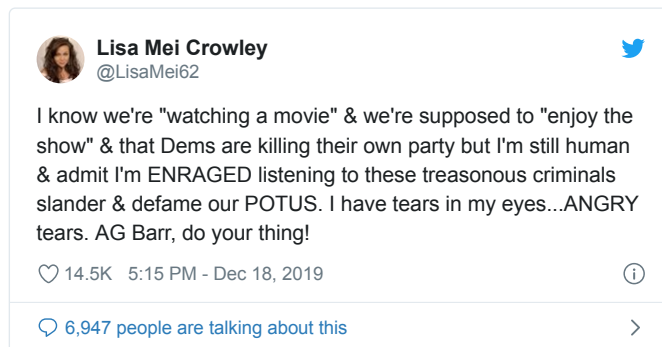 Lisa Mei Crowley
@LisaMei62
I know we're "watching a movie" & we're supposed to "enjoy the
show" & that Dems are killing their own party but I'm still human
& admit I'm ENRAGED listening to these treasonous criminals
slander & defame our POTUS. I have tears in my eyes...ANGRY
tears. AG Barr, do your thing!
14.5K 5:15 PM - Dec 18, 2019
6,947 people are talking about this